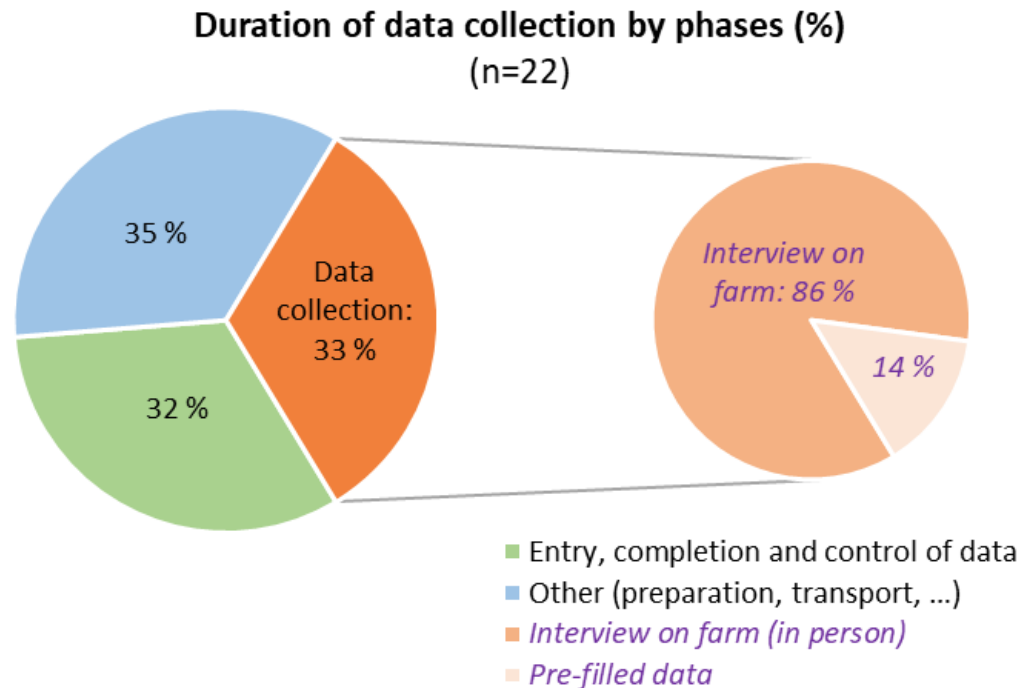 Duration of data collection by phases (%)
(n=22)
35 %
Data
collection:
33 %
32 %
Interview on
farm: 86 %
14 %
Entry, completion and control of data
Other (preparation, transport, ...)
Interview on farm (in person)
Pre-filled data